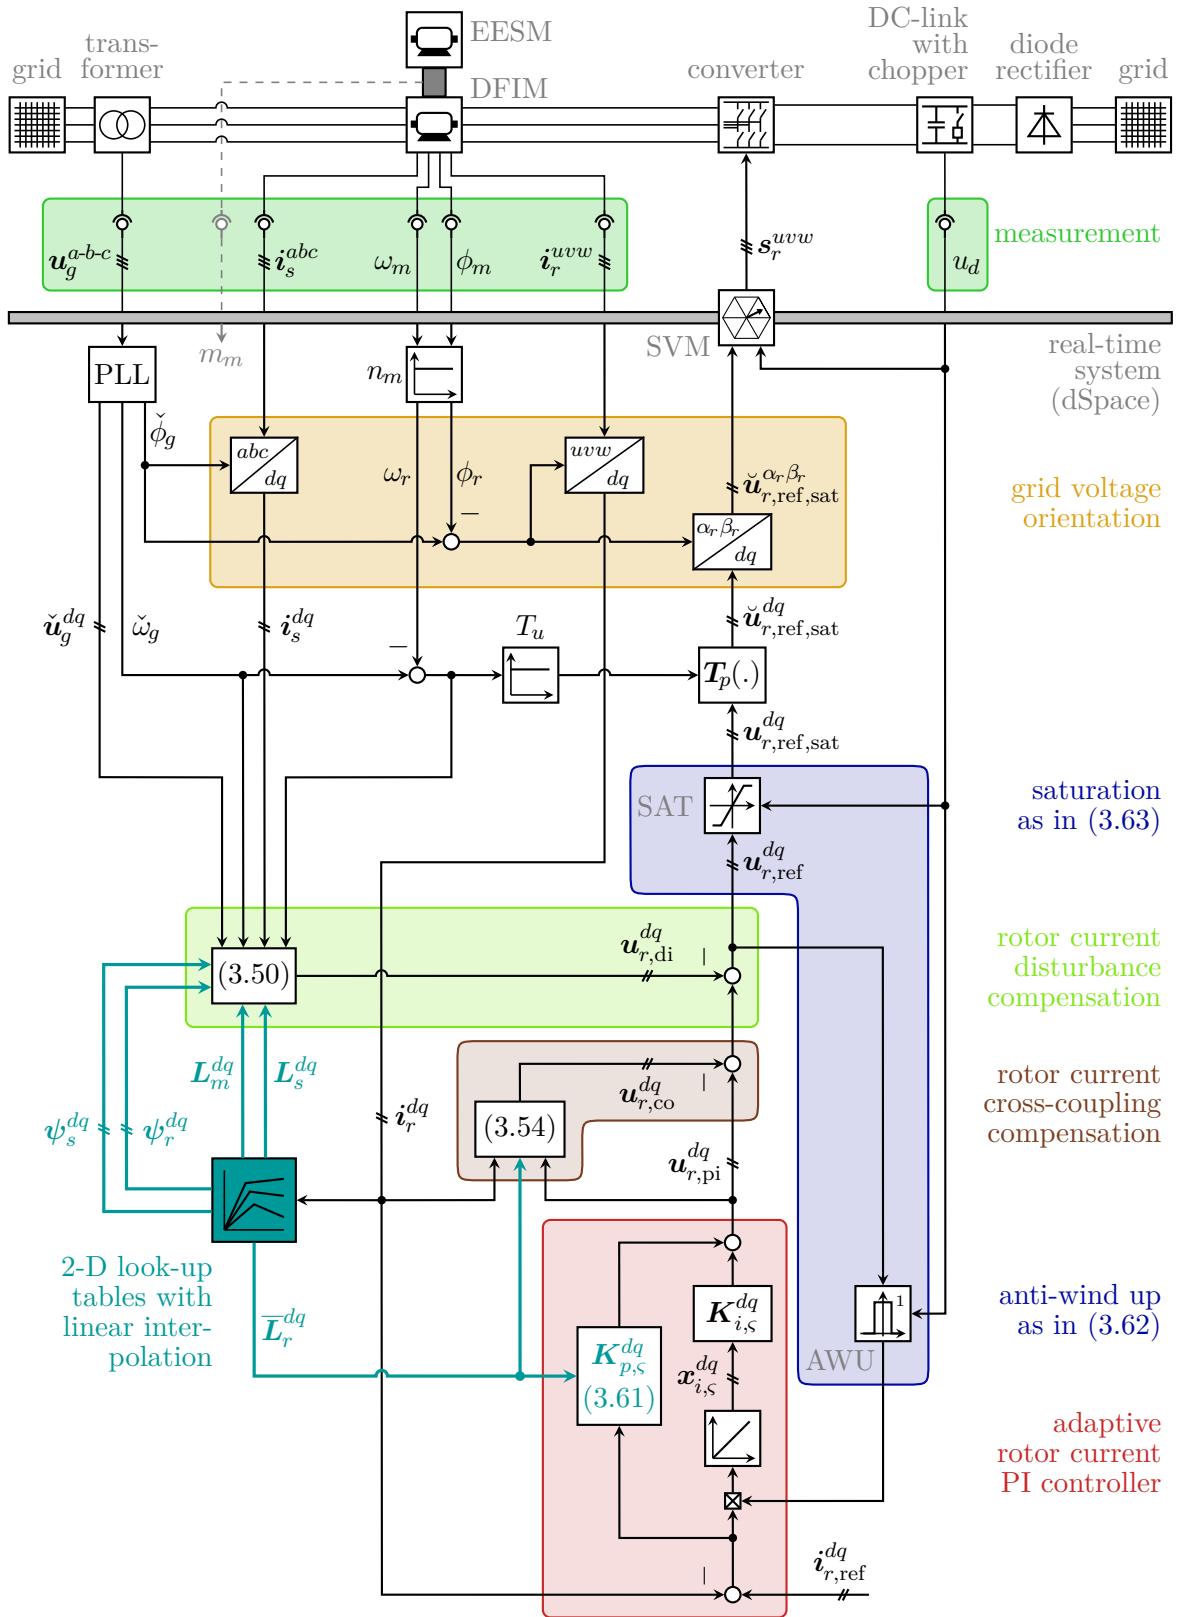 EESM
DFIM
grid
trans-
former
converter
DC-link
with
chopper
diode
rectifier
grid
u_g^{a-b-c}
i_s^{abc}
ω_m
ϕ_m
i_r^{uvw}
s_r^{uvw}
u_d
measurement
m_m
PLL
n_m
SVM
real-time
system
(dSpace)
ϕ̌_g
abc
dq
ω_r
ϕ_r
−
uvw
dq
ŭ_{r,ref,sat}^{α_rβ_r}
α_rβ_r
dq
grid voltage
orientation
ǔ_g^{dq}
ω̌_g
i_s^{dq}
−
T_u
ŭ_{r,ref,sat}^{dq}
T_p(.)
u_{r,ref,sat}^{dq}
SAT
saturation
as in (3.63)
u_{r,ref}^{dq}
(3.50)
u_{r,di}^{dq}
−
rotor current
disturbance
compensation
L_m^{dq}
L_s^{dq}
ψ_s^{dq}
ψ_r^{dq}
i_r^{dq}
(3.54)
u_{r,co}^{dq}
−
u_{r,pi}^{dq}
rotor current
cross-coupling
compensation
2-D look-up
tables with
linear inter-
polation
L̅_r^{dq}
K_{p,ς}^{dq}
(3.61)
K_{i,ς}^{dq}
x_{i,ς}^{dq}
1
AWU
anti-wind up
as in (3.62)
adaptive
rotor current
PI controller
−
i_{r,ref}^{dq}